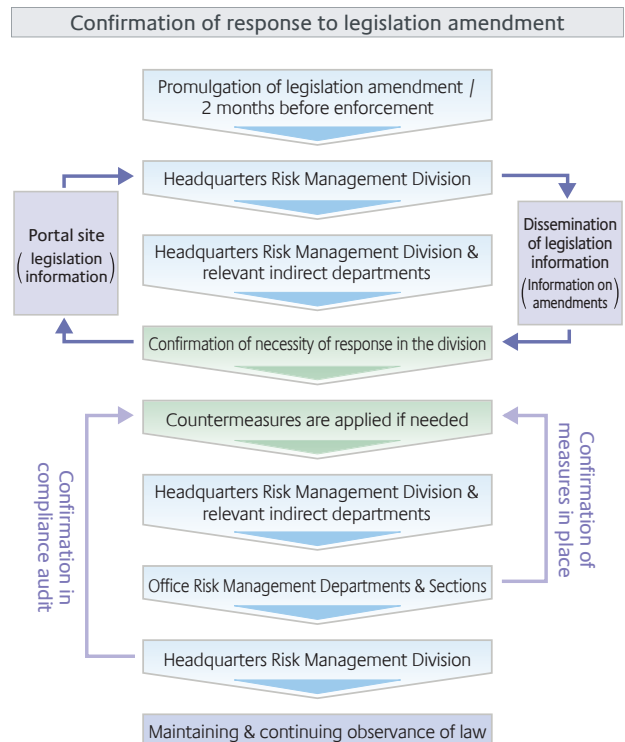 Confirmation of response to legislation amendment
Promulgation of legislation amendment /
2 months before enforcement
Headquarters Risk Management Division
Portal site
(legislation
information)
Headquarters Risk Management Division &
relevant indirect departments
Dissemination
of legislation
information
(Information on
amendments)
Confirmation of necessity of response in the division
Countermeasures are applied if needed
Confirmation in
compliance audit
Headquarters Risk Management Division &
relevant indirect departments
Confirmation of
measures in place
Office Risk Management Departments & Sections
Headquarters Risk Management Division
Maintaining & continuing observance of law